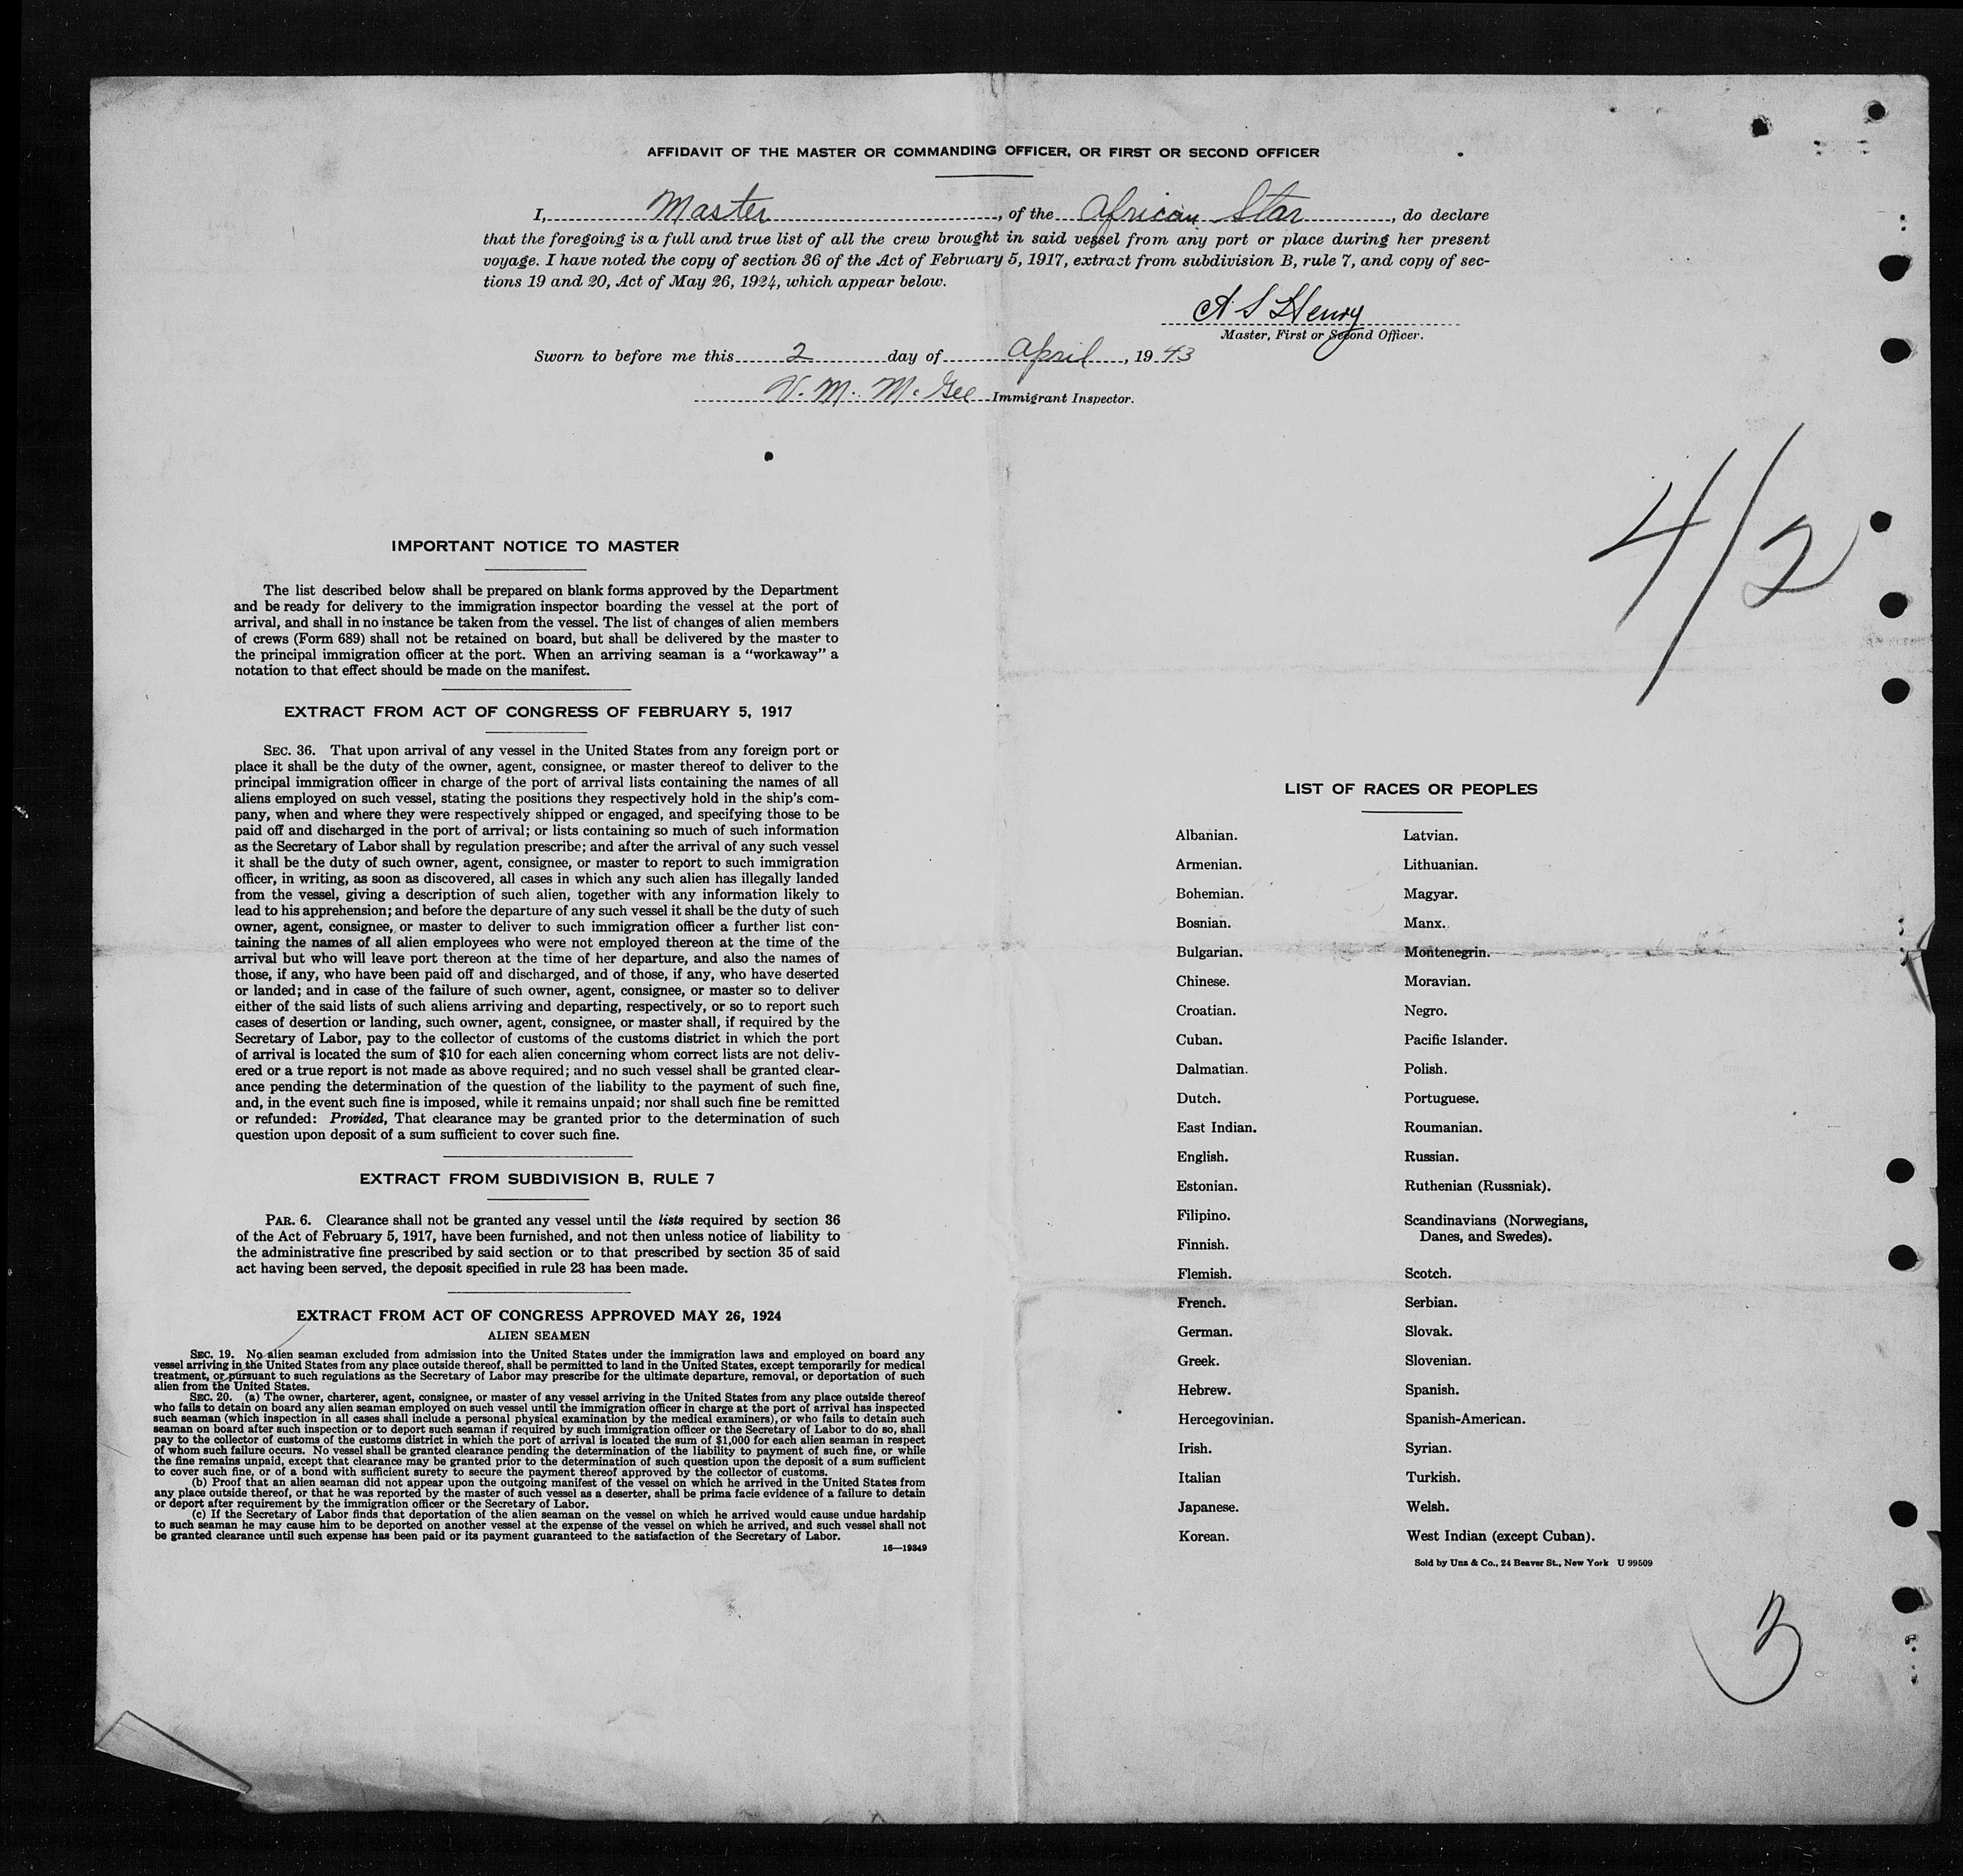 AFFIDAVIT OF THE MASTER OR COMMANDING OFFICER, OR FIRST OR SECOND OFFICER
I, Master, of the African Star, do declare
that the foregoing is a full and true list of all the crew brought in said vessel from any port or place during her present
voyage. I have noted the copy of section 36 of the Act of February 5, 1917, extract from subdivision B, rule 7, and copy of sec-
tions 19 and 20, Act of May 26, 1924, which appear below.
A S Henry
Master, First or Second Officer.
Sworn to before me this 2 day of April, 19 43
V. M. McGee Immigrant Inspector.
4/2
IMPORTANT NOTICE TO MASTER
The list described below shall be prepared on blank forms approved by the Department
and be ready for delivery to the immigration inspector boarding the vessel at the port of
arrival, and shall in no instance be taken from the vessel. The list of changes of alien members
of crews (Form 689) shall not be retained on board, but shall be delivered by the master to
the principal immigration officer at the port. When an arriving seaman is a "workaway" a
notation to that effect should be made on the manifest.
EXTRACT FROM ACT OF CONGRESS OF FEBRUARY 5, 1917
SEC. 36. That upon arrival of any vessel in the United States from any foreign port or
place it shall be the duty of the owner, agent, consignee, or master thereof to deliver to the
principal immigration officer in charge of the port of arrival lists containing the names of all
aliens employed on such vessel, stating the positions they respectively hold in the ship's com-
pany, when and where they were respectively shipped or engaged, and specifying those to be
paid off and discharged in the port of arrival; or lists containing so much of such information
as the Secretary of Labor shall by regulation prescribe; and after the arrival of any such vessel
it shall be the duty of such owner, agent, consignee, or master to report to such immigration
officer, in writing, as soon as discovered, all cases in which any such alien has illegally landed
from the vessel, giving a description of such alien, together with any information likely to
lead to his apprehension; and before the departure of any such vessel it shall be the duty of such
owner, agent, consignee, or master to deliver to such immigration officer a further list con-
taining the names of all alien employees who were not employed thereon at the time of the
arrival but who will leave port thereon at the time of her departure, and also the names of
those, if any, who have been paid off and discharged, and of those, if any, who have deserted
or landed; and in case of the failure of such owner, agent, consignee, or master so to deliver
either of the said lists of such aliens arriving and departing, respectively, or so to report such
cases of desertion or landing, such owner, agent, consignee, or master shall, if required by the
Secretary of Labor, pay to the collector of customs of the customs district in which the port
of arrival is located the sum of $10 for each alien concerning whom correct lists are not deliv-
ered or a true report is not made as above required; and no such vessel shall be granted clear-
ance pending the determination of the question of the liability to the payment of such fine,
and, in the event such fine is imposed, while it remains unpaid; nor shall such fine be remitted
or refunded: Provided, That clearance may be granted prior to the determination of such
question upon deposit of a sum sufficient to cover such fine.
EXTRACT FROM SUBDIVISION B, RULE 7
PAR. 6. Clearance shall not be granted any vessel until the lists required by section 36
of the Act of February 5, 1917, have been furnished, and not then unless notice of liability to
the administrative fine prescribed by said section or to that prescribed by section 35 of said
act having been served, the deposit specified in rule 23 has been made.
EXTRACT FROM ACT OF CONGRESS APPROVED MAY 26, 1924
ALIEN SEAMEN
SEC. 19. No alien seaman excluded from admission into the United States under the immigration laws and employed on board any
vessel arriving in the United States from any place outside thereof, shall be permitted to land in the United States, except temporarily for medical
treatment, or pursuant to such regulations as the Secretary of Labor may prescribe for the ultimate departure, removal, or deportation of such
alien from the United States.
SEC. 20. (a) The owner, charterer, agent, consignee, or master of any vessel arriving in the United States from any place outside thereof
who fails to detain on board any alien seaman employed on such vessel until the immigration officer in charge at the port of arrival has inspected
such seaman (which inspection in all cases shall include a personal physical examination by the medical examiners), or who fails to detain such
seaman on board after such inspection or to deport such seaman if required by such immigration officer or the Secretary of Labor to do so, shall
pay to the collector of customs of the customs district in which the port of arrival is located the sum of $1,000 for each alien seaman in respect
of whom such failure occurs. No vessel shall be granted clearance pending the determination of the liability to payment of such fine, or while
the fine remains unpaid, except that clearance may be granted prior to the determination of such question upon the deposit of a sum sufficient
to cover such fine, or of a bond with sufficient surety to secure the payment thereof approved by the collector of customs.
(b) Proof that an alien seaman did not appear upon the outgoing manifest of the vessel on which he arrived in the United States from
any place outside thereof, or that he was reported by the master of such vessel as a deserter, shall be prima facie evidence of a failure to detain
or deport after requirement by the immigration officer or the Secretary of Labor.
(c) If the Secretary of Labor finds that deportation of the alien seaman on the vessel on which he arrived would cause undue hardship
to such seaman he may cause him to be deported on another vessel at the expense of the vessel on which he arrived, and such vessel shall not
be granted clearance until such expense has been paid or its payment guaranteed to the satisfaction of the Secretary of Labor.
16—19349
LIST OF RACES OR PEOPLES
Albanian.
Armenian.
Bohemian.
Bosnian.
Bulgarian.
Chinese.
Croatian.
Cuban.
Dalmatian.
Dutch.
East Indian.
English.
Estonian.
Filipino.
Finnish.
Flemish.
French.
German.
Greek.
Hebrew.
Hercegovinian.
Irish.
Italian
Japanese.
Korean.
Latvian.
Lithuanian.
Magyar.
Manx.
Montenegrin.
Moravian.
Negro.
Pacific Islander.
Polish.
Portuguese.
Roumanian.
Russian.
Ruthenian (Russniak).
Scandinavians (Norwegians,
Danes, and Swedes).
Scotch.
Serbian.
Slovak.
Slovenian.
Spanish.
Spanish-American.
Syrian.
Turkish.
Welsh.
West Indian (except Cuban).
Sold by Unz & Co., 24 Beaver St., New York U 99509